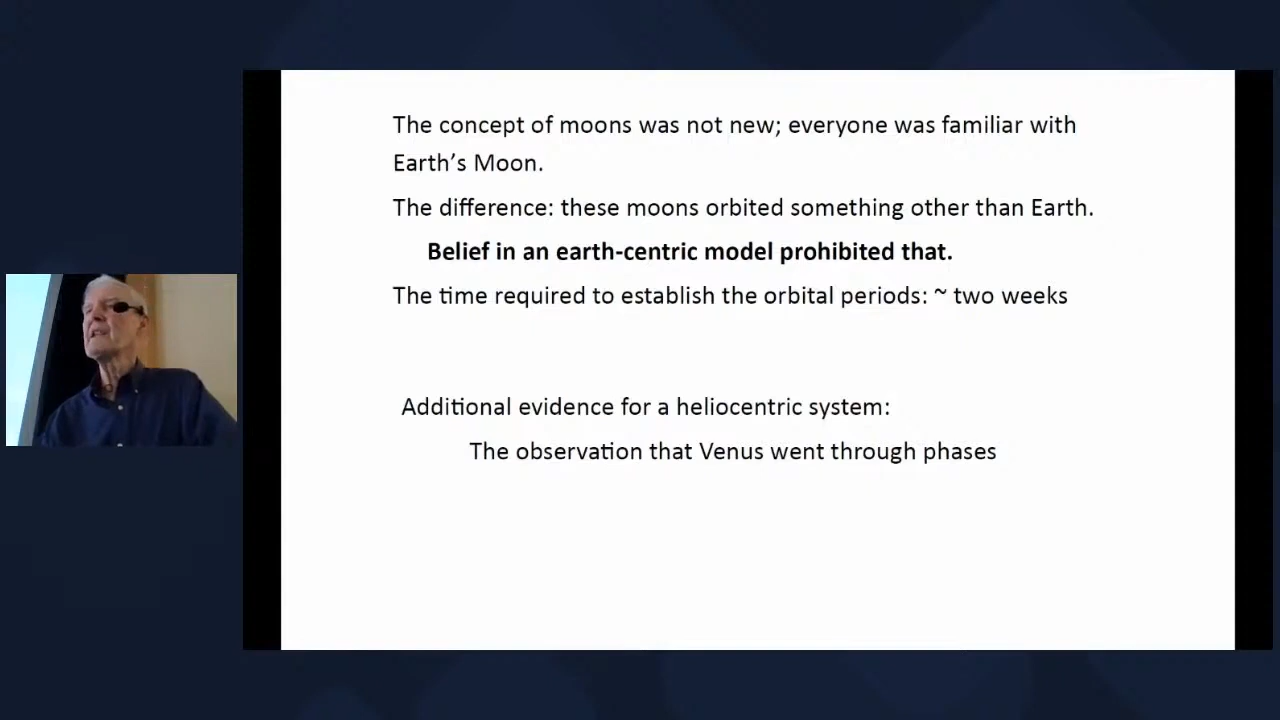 The concept of moons was not new; everyone was familiar with
Earth’s Moon.
The difference: these moons orbited something other than Earth.
Belief in an earth-centric model prohibited that.
The time required to establish the orbital periods: ~ two weeks
Additional evidence for a heliocentric system:
The observation that Venus went through phases